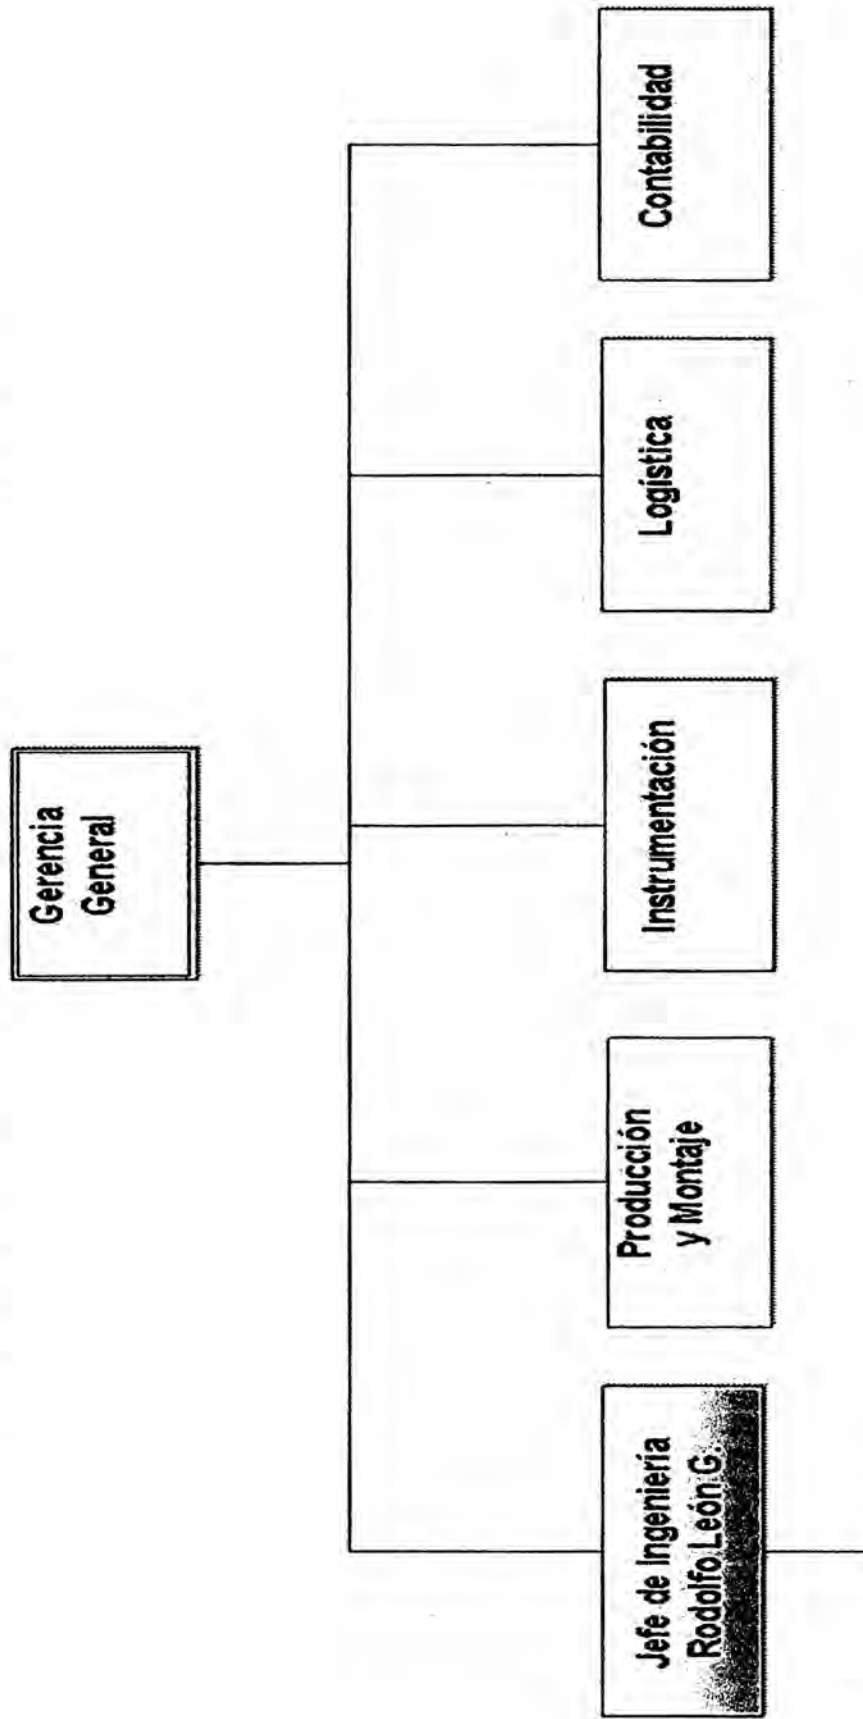 Gerencia
General
Jefe de Ingeniería
Rodolfo León G.
Producción
y Montaje
Instrumentación
Logística
Contabilidad